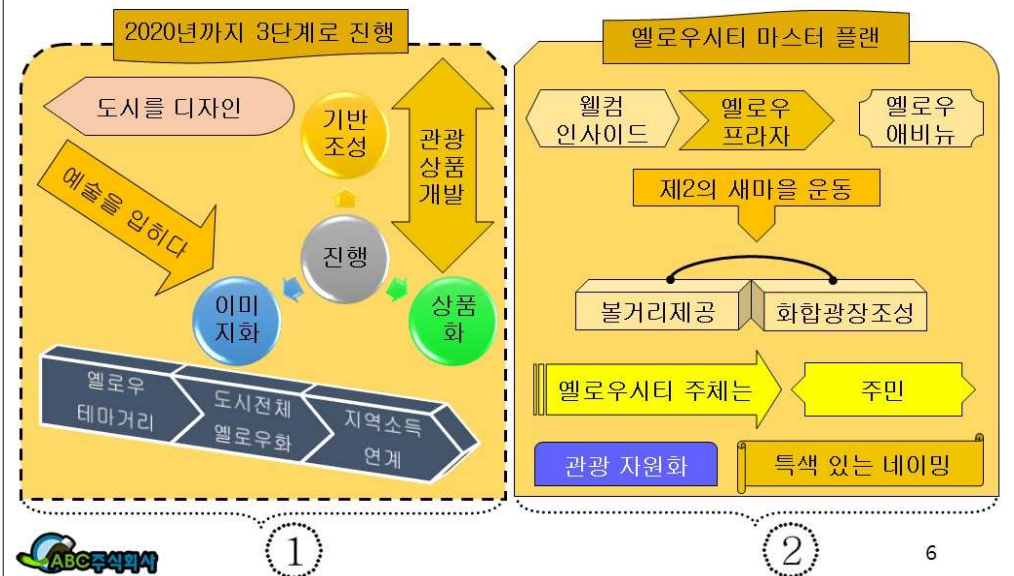 2020년까지 3단계로 진행
도시를 디자인
기반
조성
관광
상품
개발
예술을 입히다
진행
이미
지화
상품
화
옐로우
테마거리
도시전체
옐로우화
지역소득
연계
1
옐로우시티 마스터 플랜
웰컴
인사이드
옐로우
프라자
옐로우
애비뉴
제2의 새마을 운동
볼거리제공
화합광장조성
옐로우시티 주체는
주민
관광 자원화
특색 있는 네이밍
2
ABC주식회사
6